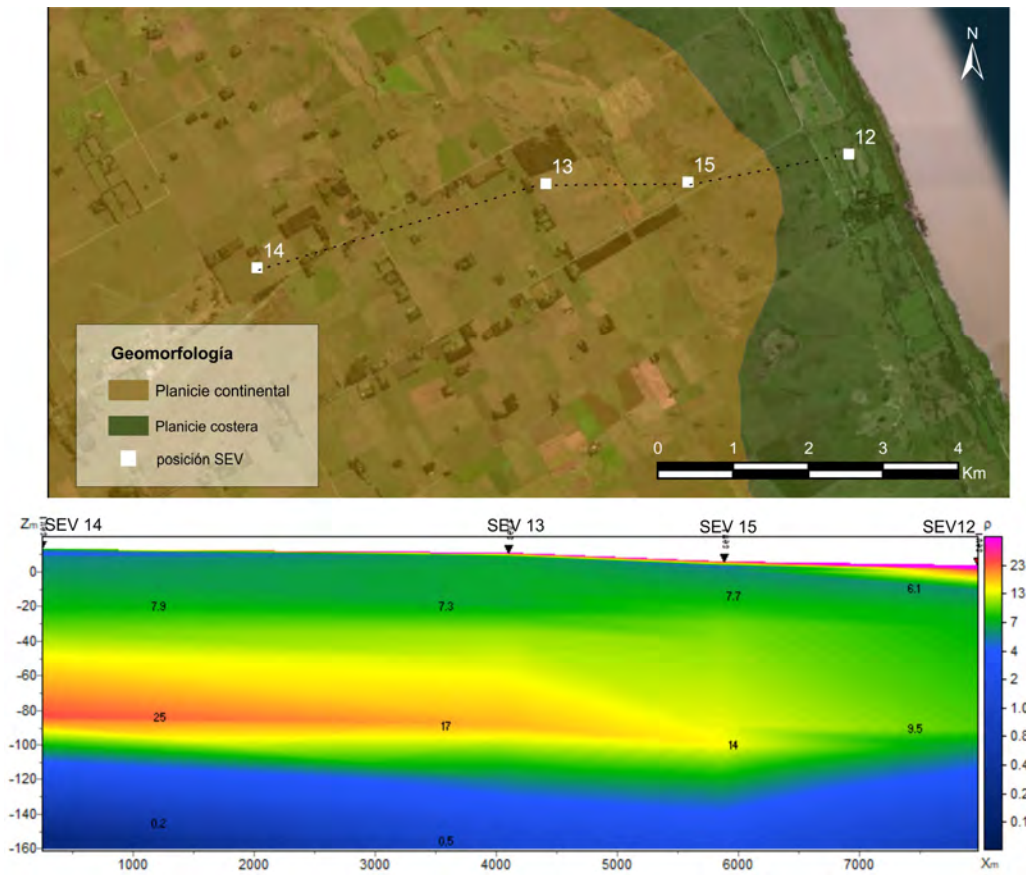 N
12
13
15
14
Geomorfología
Planicie continental
Planicie costera
posición SEV
0 1 2 3 4
Km
Zm SEV 14 SEV 13 SEV 15 SEV12 ρ
0
-20
-40
-60
-80
-100
-120
-140
-160
7.9 7.3 7.7 6.1
25 17 14 9.5
0.2 0.5
23
13
7
4
2
1.0
0.8
0.4
0.2
0.1
1000 2000 3000 4000 5000 6000 7000 Xm